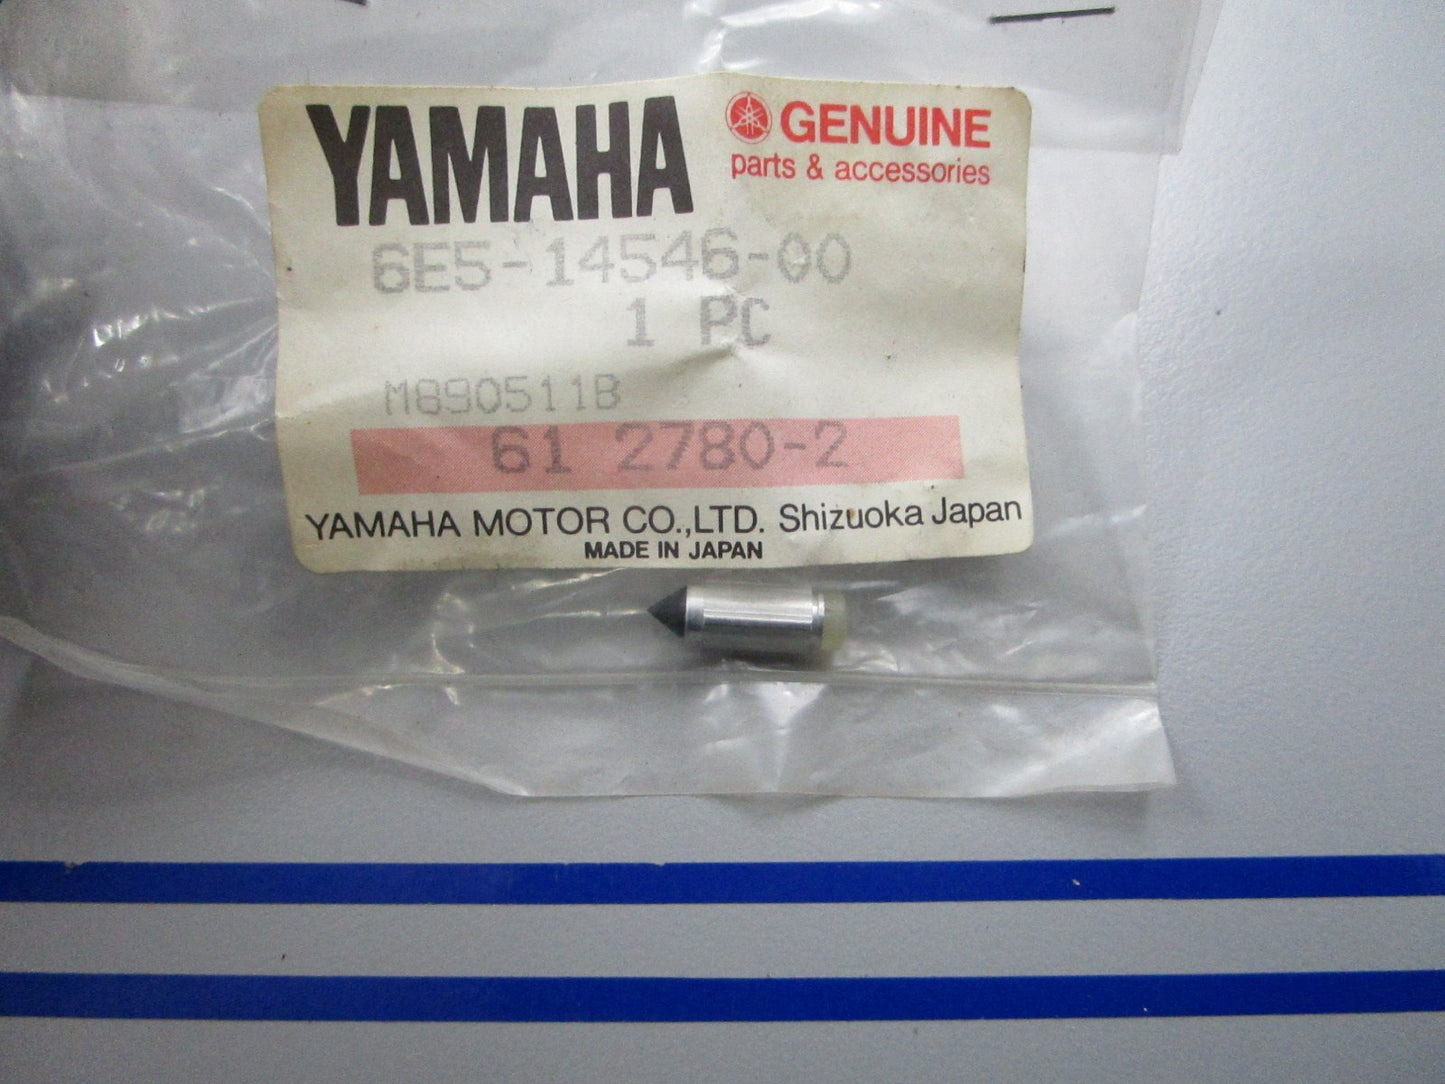 YAMAHA
GENUINE
parts & accessories
6E5-14546-00
1 PC
M890511B
61 2780-2
YAMAHA MOTOR CO.,LTD. Shizuoka Japan
MADE IN JAPAN